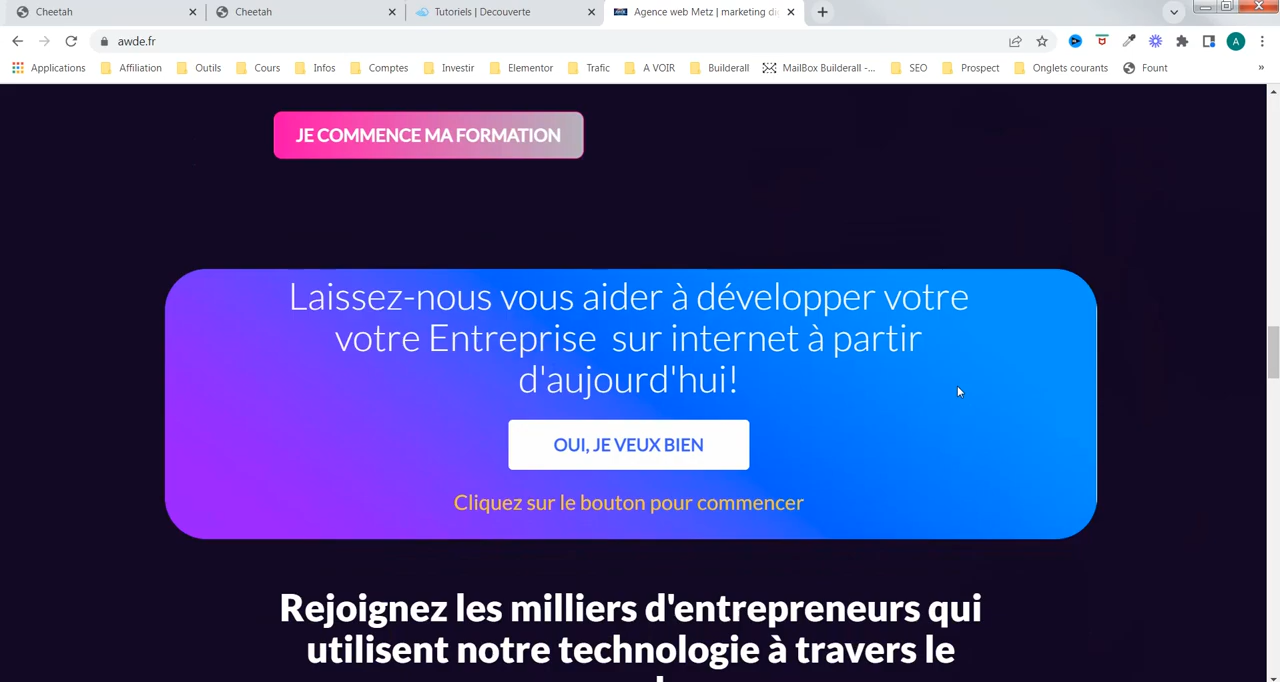 Cheetah
Cheetah
Tutoriels | Decouverte
Agence web Metz | marketing di
awde.fr
A
Applications
Affiliation
Outils
Cours
Infos
Comptes
Investir
Elementor
Trafic
A VOIR
Builderall
MailBox Builderall -...
SEO
Prospect
Onglets courants
Fount
»
JE COMMENCE MA FORMATION
Laissez-nous vous aider à développer votre
votre Entreprise sur internet à partir
d'aujourd'hui!
OUI, JE VEUX BIEN
Cliquez sur le bouton pour commencer
Rejoignez les milliers d'entrepreneurs qui
utilisent notre technologie à travers le